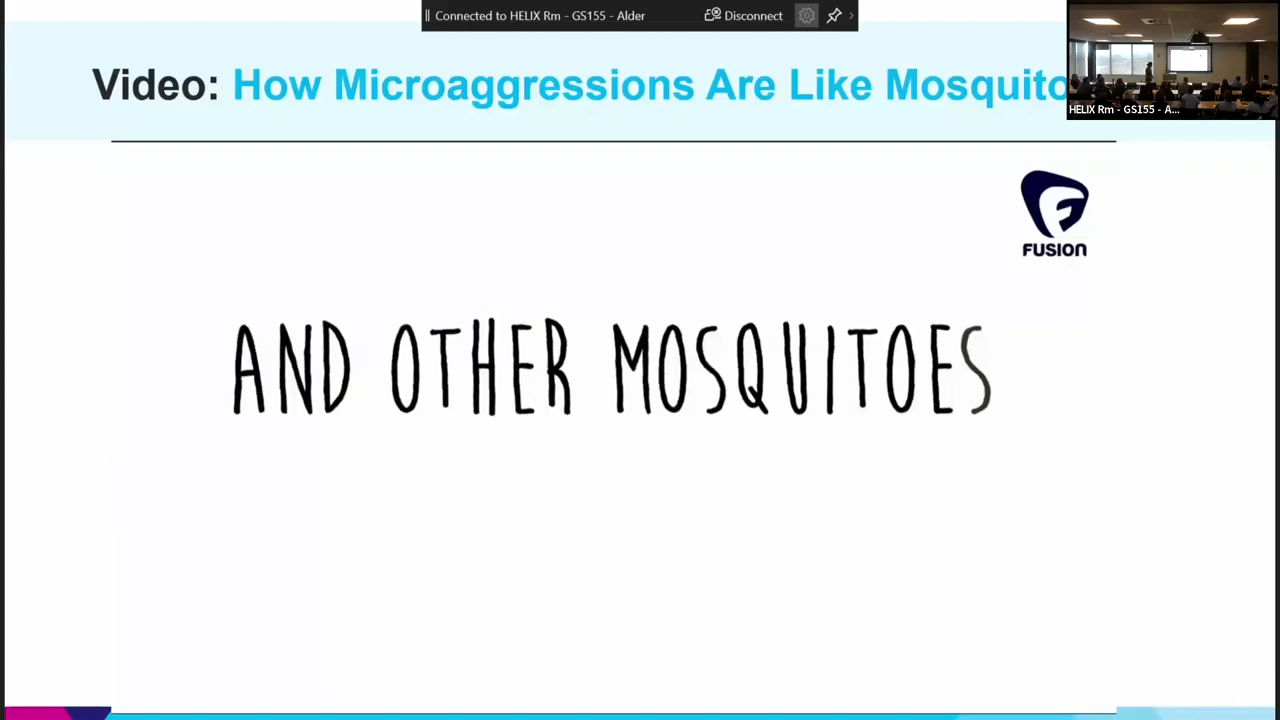 Connected to HELIX Rm - GS155 - Alder
Disconnect
Video: How Microaggressions Are Like Mosquito
HELIX Rm - GS155 - A...
FUSION
AND OTHER MOSQUITOES